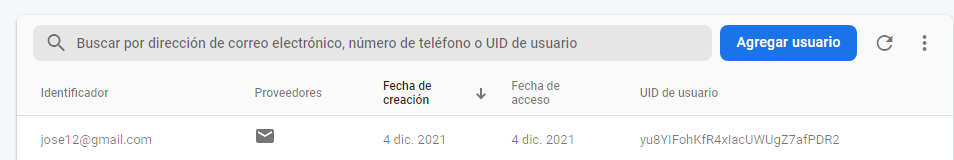 Buscar por dirección de correo electrónico, número de teléfono o UID de usuario
Agregar usuario
Identificador
Proveedores
Fecha de
creación
Fecha de
acceso
UID de usuario
jose12@gmail.com
4 dic. 2021
4 dic. 2021
yu8YIFohKfR4xIacUWUgZ7afPDR2